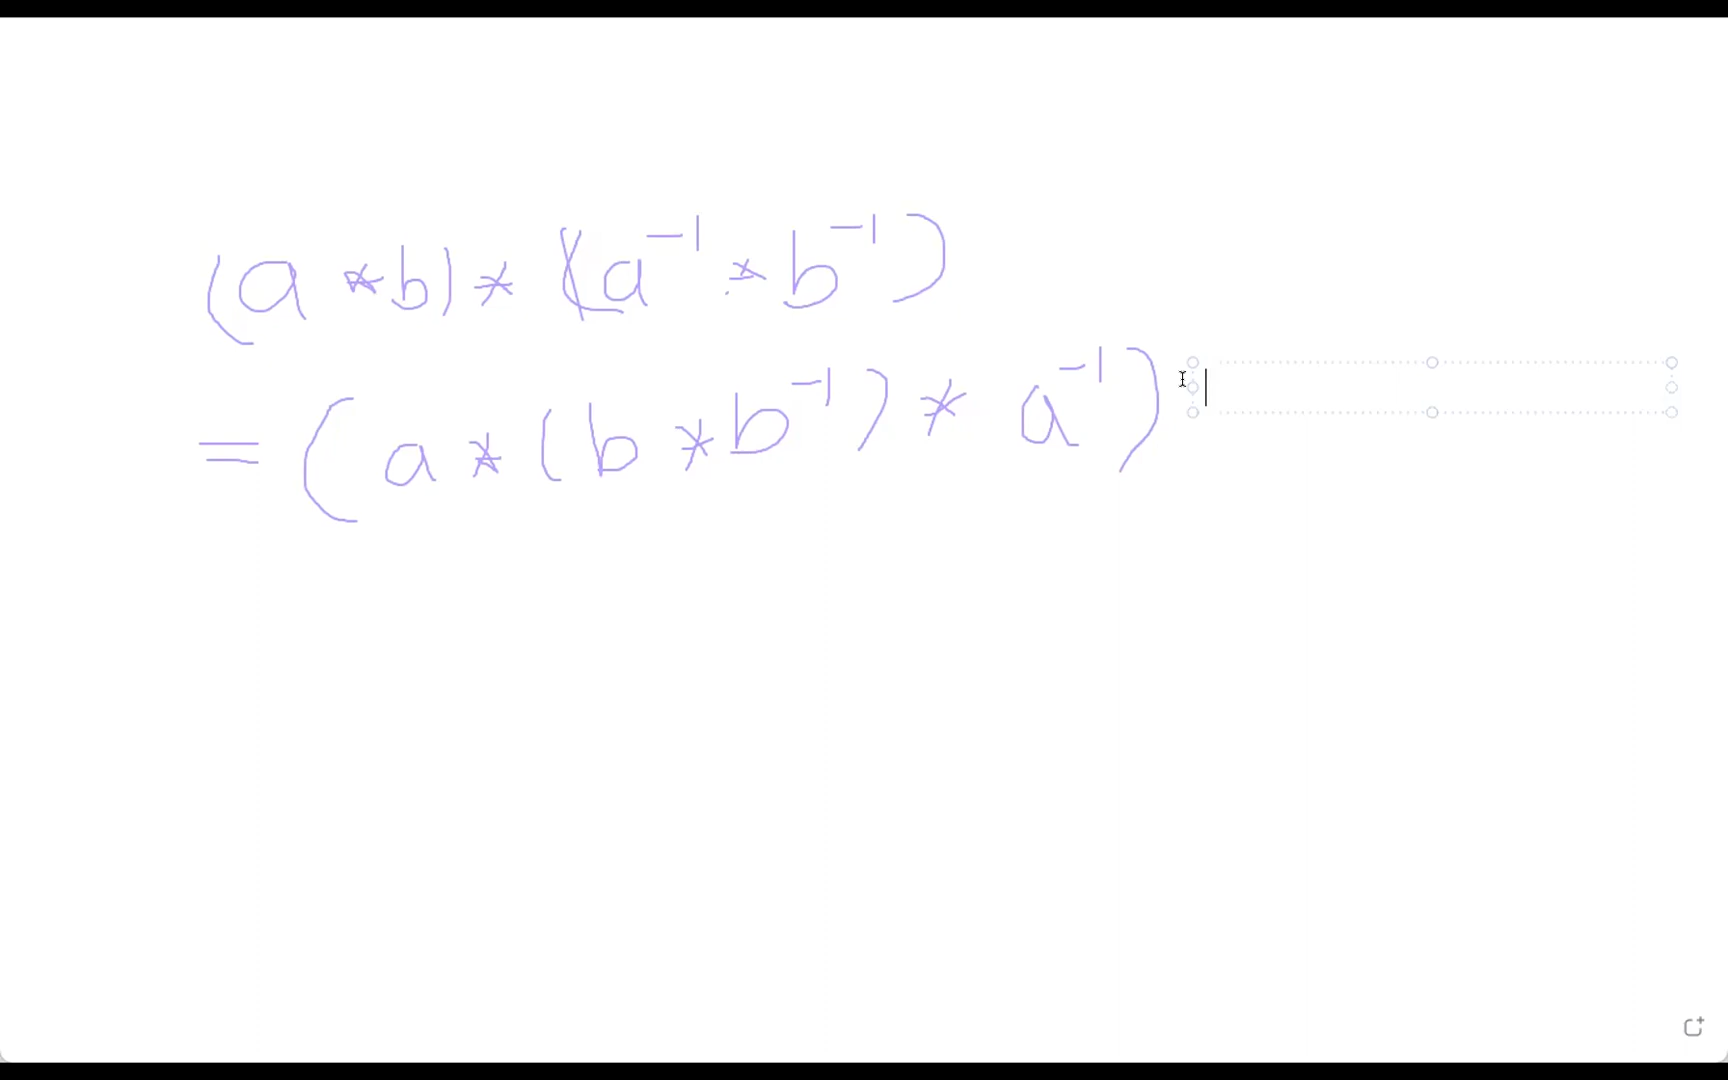 (a * b) * (a⁻¹ * b⁻¹)
= (a * (b * b⁻¹) * a⁻¹)